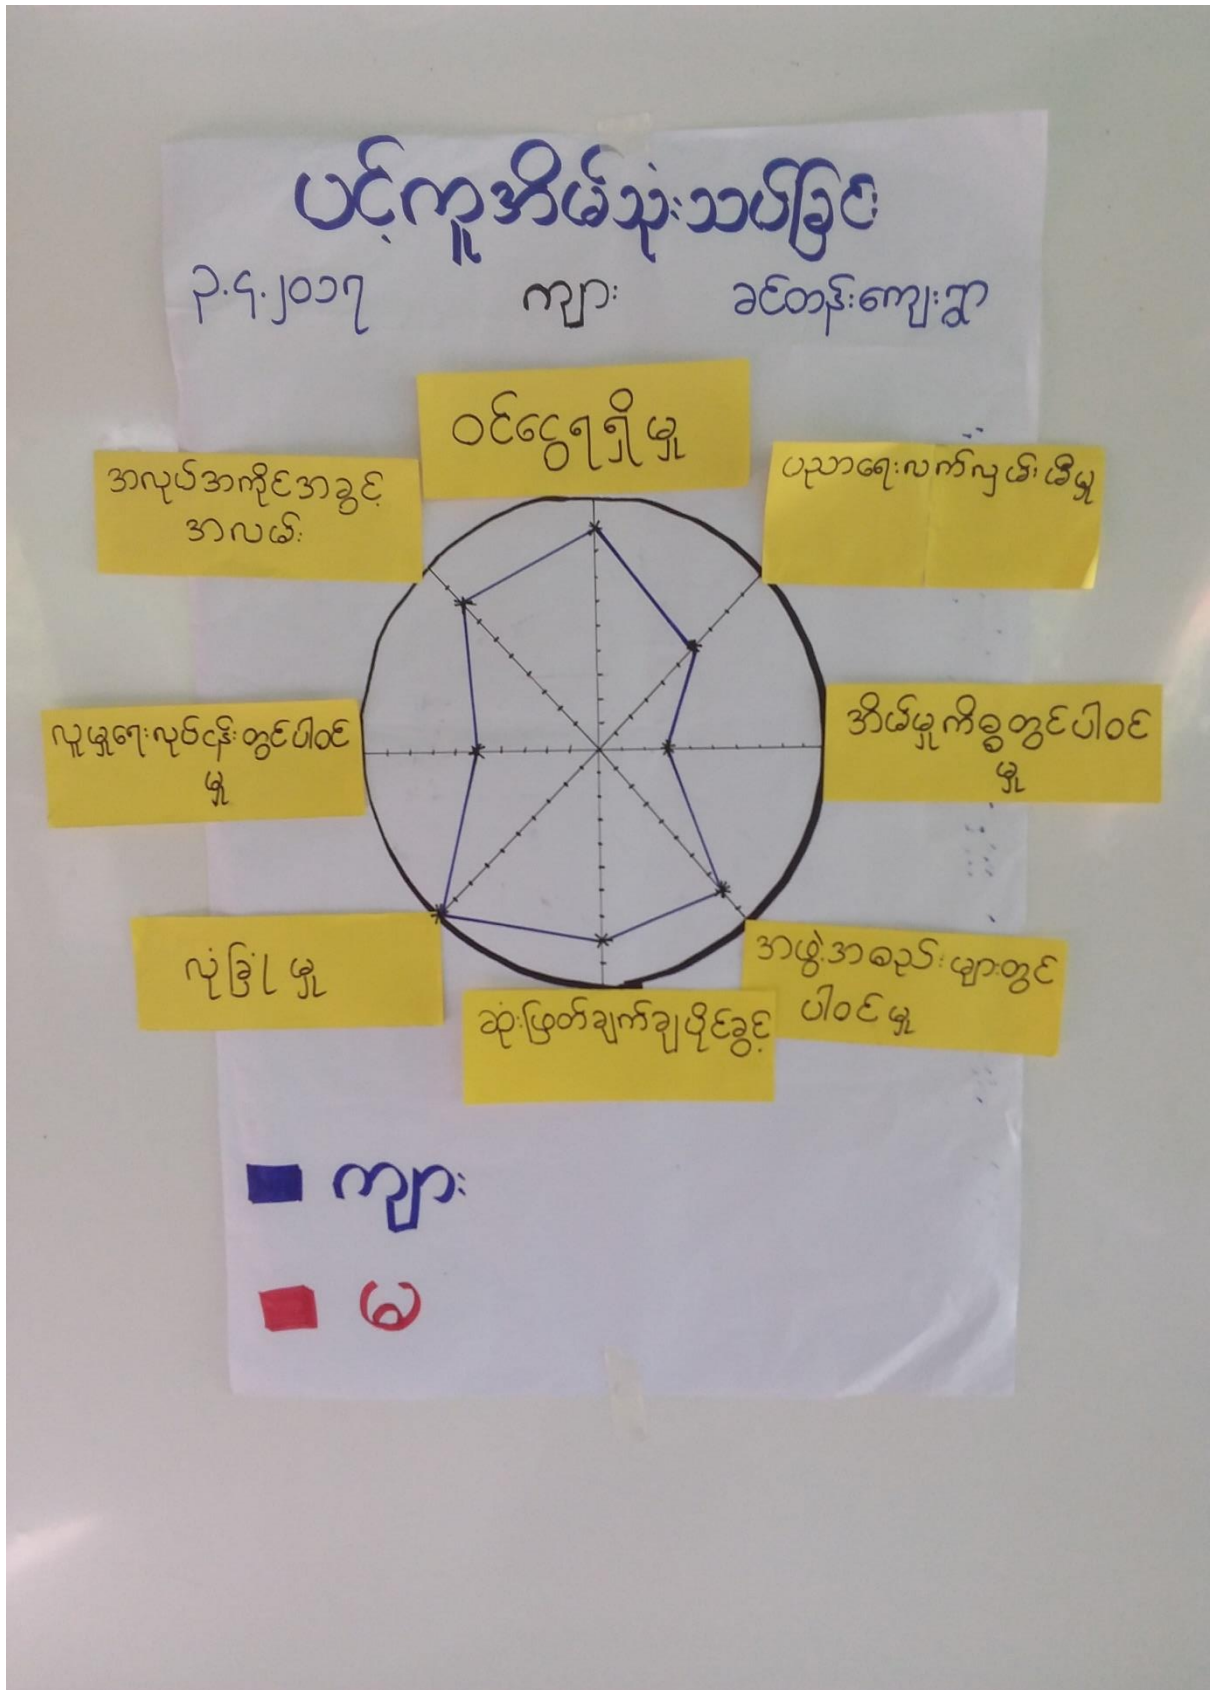 ပင့်ကူအိမ်သုံးသပ်ခြင်း
၃.၄.၂၀၁၇ ကျား ခင်တန်းကျေးရွာ
ဝင်ငွေရရှိမှု
ပညာရေးလက်လှမ်းမီမှု
အလုပ်အကိုင်အခွင့်
အလမ်း
လူမှုရေးလုပ်ငန်းတွင်ပါဝင်
မှု
အိမ်မှုကိစ္စတွင်ပါဝင်
မှု
လုံခြုံမှု
ဆုံးဖြတ်ချက်ချပိုင်ခွင့်
အဖွဲ့အစည်းများတွင်
ပါဝင်မှု
ကျား
မ